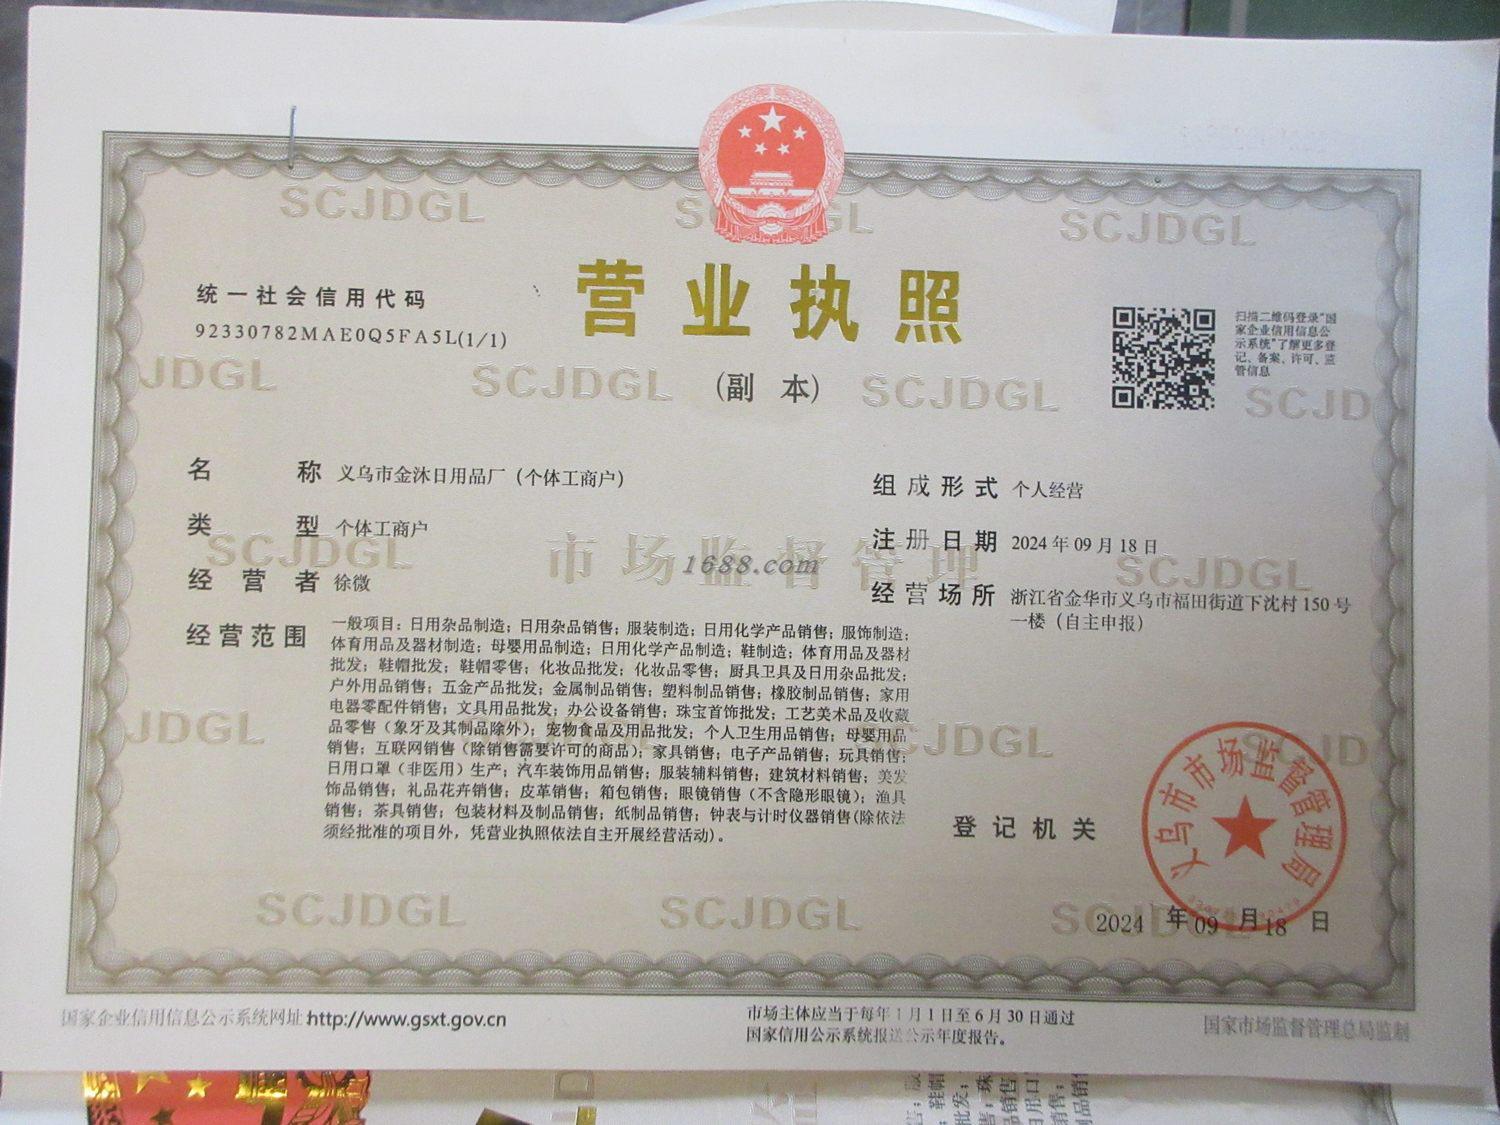 SCJDGL
SCJDGL
SCJDGL
营业执照
(副 本)
统一社会信用代码
92330782MAE0Q5FA5L(1/1)
扫描二维码登录"国
家企业信用信息公
示系统"了解更多登
记、备案、许可、监
管信息
JDGL
SCJDGL
SCJDGL
SCJD
名 称 义乌市金沐日用品厂（个体工商户）
类 型 个体工商户
经营者 徐微
经营范围 一般项目：日用杂品制造；日用杂品销售；服装制造；日用化学产品销售；服饰制造；
体育用品及器材制造；母婴用品制造；日用化学产品制造；鞋制造；体育用品及器材
批发；鞋帽批发；鞋帽零售；化妆品批发；化妆品零售；厨具卫具及日用杂品批发；
户外用品销售；五金产品批发；金属制品销售；塑料制品销售；橡胶制品销售；家用
电器零配件销售；文具用品批发；办公设备销售；珠宝首饰批发；工艺美术品及收藏
品零售（象牙及其制品除外）；宠物食品及用品批发；个人卫生用品销售；母婴用品
销售；互联网销售（除销售需要许可的商品）；家具销售；电子产品销售；玩具销售；
日用口罩（非医用）生产；汽车装饰用品销售；服装辅料销售；建筑材料销售；美发
饰品销售；礼品花卉销售；皮革销售；箱包销售；眼镜销售（不含隐形眼镜）；渔具
销售；茶具销售；包装材料及制品销售；纸制品销售；钟表与计时仪器销售(除依法
须经批准的项目外，凭营业执照依法自主开展经营活动)。
组成形式 个人经营
注册日期 2024年09月18日
经营场所 浙江省金华市义乌市福田街道下沈村150号
一楼（自主申报）
SCJDGL
市场监督管理
1688.com
SCJDGL
JDGL
SCJDGL
登记机关
义乌市市场监督管理局
2024 年 09 月 18 日
SCJDGL
SCJDGL
SCJDGL
国家企业信用信息公示系统网址:http://www.gsxt.gov.cn
市场主体应当于每年1月1日至6月30日通过
国家信用公示系统报送公示年度报告。
国家市场监督管理总局监制